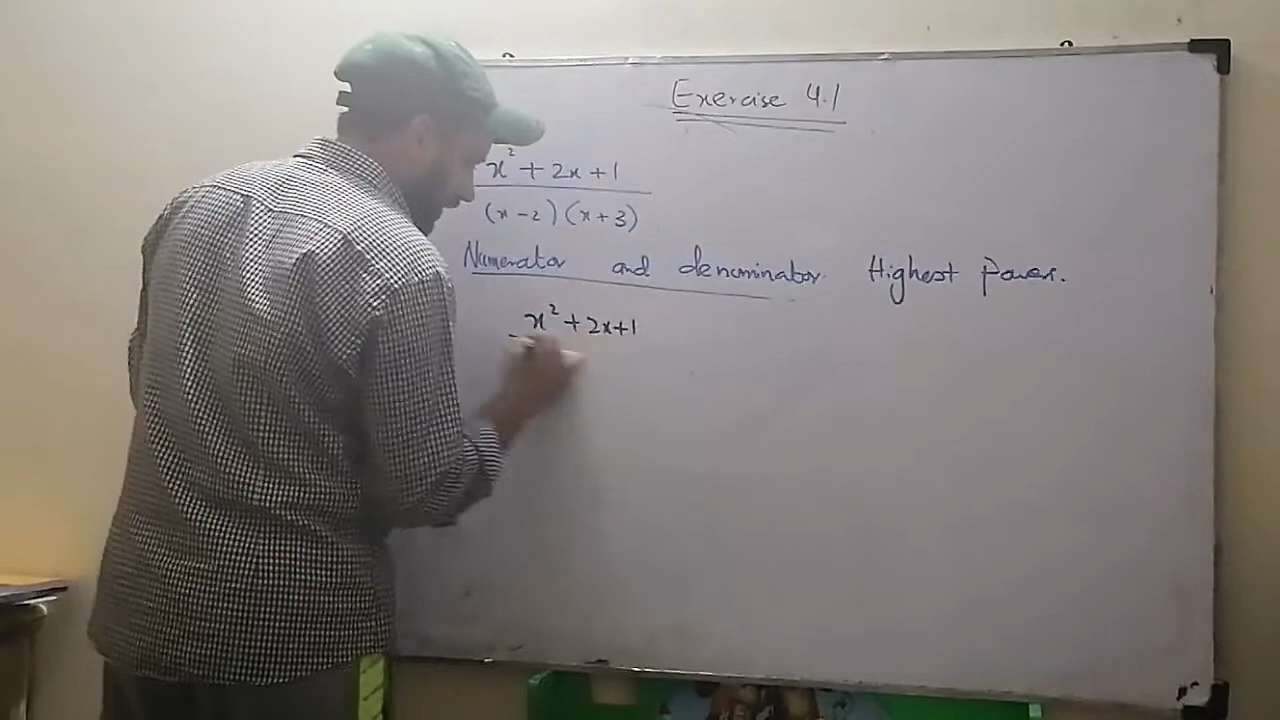 Exercise 4.1
x² + 2x + 1
(x - 2) (x + 3)
Numerator and denominator. Highest Power.
x² + 2x + 1